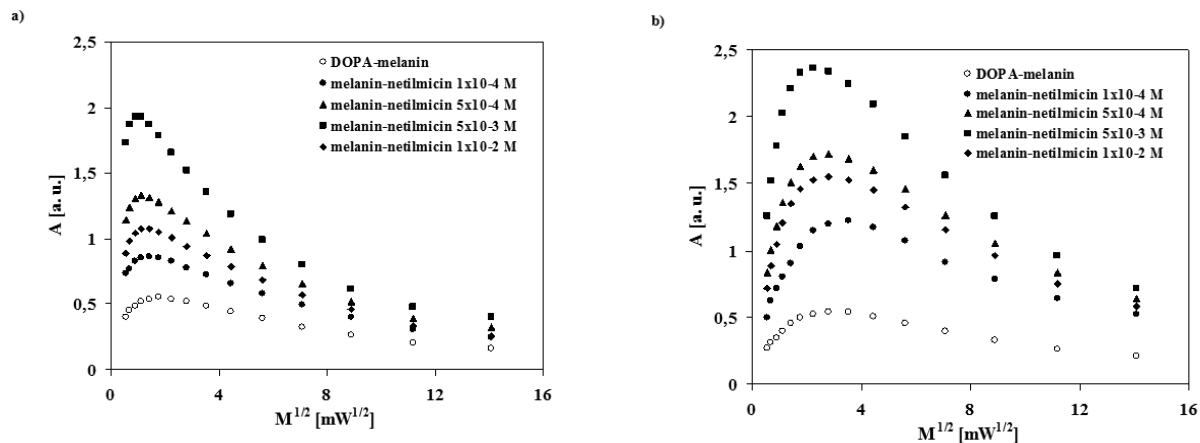 a)
2,5
2
1,5
1
0,5
0
A [a. u.]
0
4
8
12
16
M1/2 [mW1/2]
DOPA-melanin
melanin-netilmicin 1x10-4 M
melanin-netilmicin 5x10-4 M
melanin-netilmicin 5x10-3 M
melanin-netilmicin 1x10-2 M
b)
2,5
2
1,5
1
0,5
0
A [a. u.]
0
4
8
12
16
M1/2 [mW1/2]
DOPA-melanin
melanin-netilmicin 1x10-4 M
melanin-netilmicin 5x10-4 M
melanin-netilmicin 5x10-3 M
melanin-netilmicin 1x10-2 M